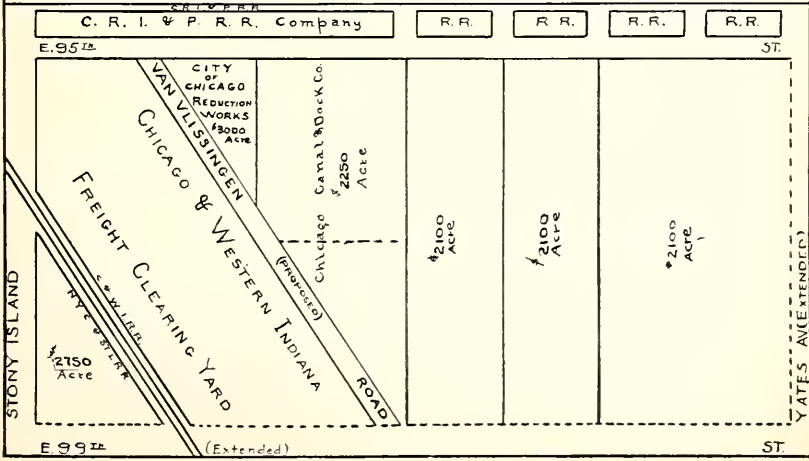 C.R.I. & P.R.R.
C. R. I. & P. R. R. Company
R. R.
R R.
R. R.
R. R.
E. 95TH
ST.
VAN VLISSINGEN
(PROPOSED)
ROAD
CITY
OF
CHICAGO
REDUCTION
WORKS
$3000
Acre
Chicago Canal & Dock Co.
$2250
Acre
CHICAGO & WESTERN INDIANA
FREIGHT CLEARING YARD
$2100
Acre
$2100
Acre
$2100
Acre
STONY ISLAND
C & W. I. R.R.
N.Y.C & ST.L RR
$2750
Acre
YATES AV (EXTENDED)
E. 99TH
(Extended)
ST.